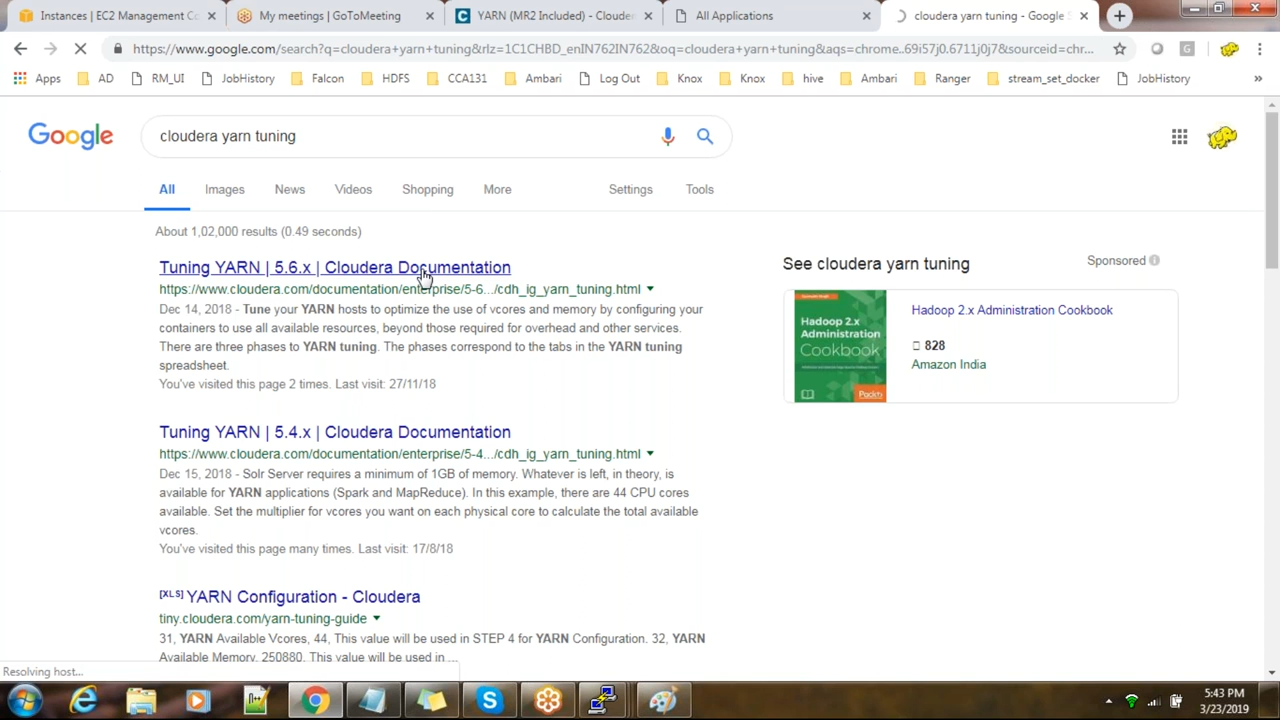 Instances | EC2 Management Co
My meetings | GoToMeeting
YARN (MR2 Included) - Clouder
All Applications
cloudera yarn tuning - Google S
https://www.google.com/search?q=cloudera+yarn+tuning&rlz=1C1CHBD_enIN762IN762&oq=cloudera+yarn+tuning&aqs=chrome..69i57j0.6711j0j7&sourceid=chr...
Apps AD RM_UI JobHistory Falcon HDFS CCA131 Ambari Log Out Knox Knox hive Ambari Ranger stream_set_docker JobHistory »
Google
cloudera yarn tuning
All Images News Videos Shopping More Settings Tools
About 1,02,000 results (0.49 seconds)
Tuning YARN | 5.6.x | Cloudera Documentation
https://www.cloudera.com/documentation/enterprise/5-6.../cdh_ig_yarn_tuning.html
Dec 14, 2018 - Tune your YARN hosts to optimize the use of vcores and memory by configuring your
containers to use all available resources, beyond those required for overhead and other services.
There are three phases to YARN tuning. The phases correspond to the tabs in the YARN tuning
spreadsheet.
You've visited this page 2 times. Last visit: 27/11/18
Tuning YARN | 5.4.x | Cloudera Documentation
https://www.cloudera.com/documentation/enterprise/5-4.../cdh_ig_yarn_tuning.html
Dec 15, 2018 - Solr Server requires a minimum of 1GB of memory. Whatever is left, in theory, is
available for YARN applications (Spark and MapReduce). In this example, there are 44 CPU cores
available. Set the multiplier for vcores you want on each physical core to calculate the total available
vcores.
You've visited this page many times. Last visit: 17/8/18
[XLS] YARN Configuration - Cloudera
tiny.cloudera.com/yarn-tuning-guide
31, YARN Available Vcores, 44, This value will be used in STEP 4 for YARN Configuration. 32, YARN
Available Memory, 250880, This value will be used in ...
See cloudera yarn tuning
Sponsored
Hadoop 2.x
Administration
Cookbook
Packt
Hadoop 2.x Administration Cookbook
828
Amazon India
Resolving host...
5:43 PM
3/23/2019